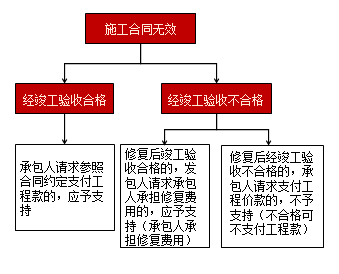 施工合同无效
经竣工验收合格
经竣工验收不合格
承包人请求参照
合同约定支付工
程款的，应予支
持
修复后竣工验
收合格的，发
包人请求承包
人承担修复费
用的，应予支
持（承包人承
担修复费用）
修复后经竣工验
收不合格的，承
包人请求支付工
程价款的，不予
支持（不合格可
不支付工程款）